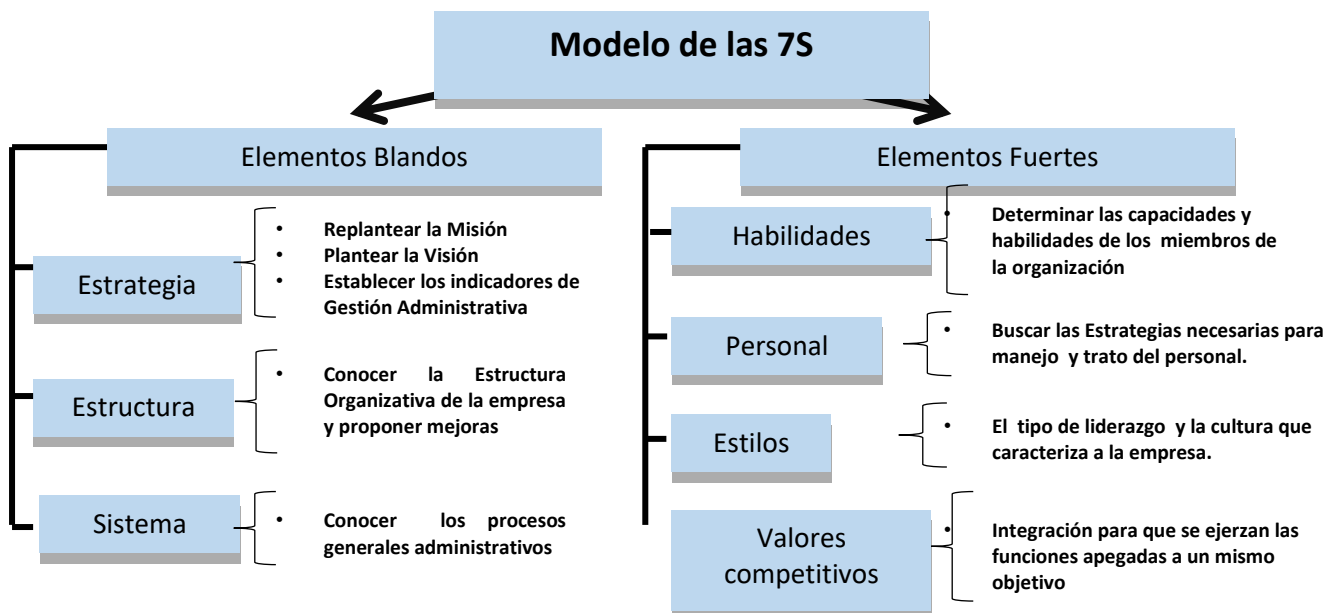 Modelo de las 7S
Elementos Blandos
Estrategia
• Replantear la Misión
• Plantear la Visión
• Establecer los indicadores de
Gestión Administrativa
Estructura
• Conocer la Estructura
Organizativa de la empresa
y proponer mejoras
Sistema
• Conocer los procesos
generales administrativos
Elementos Fuertes
Habilidades
• Determinar las capacidades y
habilidades de los miembros de
la organización
Personal
• Buscar las Estrategias necesarias para
manejo y trato del personal.
Estilos
• El tipo de liderazgo y la cultura que
caracteriza a la empresa.
Valores
competitivos
• Integración para que se ejerzan las
funciones apegadas a un mismo
objetivo